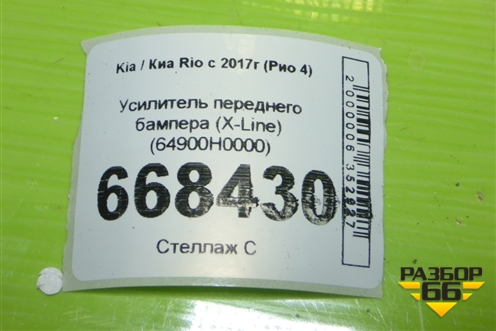 Kia / Киа Rio с 2017г (Рио 4)
Усилитель переднего
бампера (X-Line)
(64900H0000)
668430
Стеллаж С
РАЗБОР
66